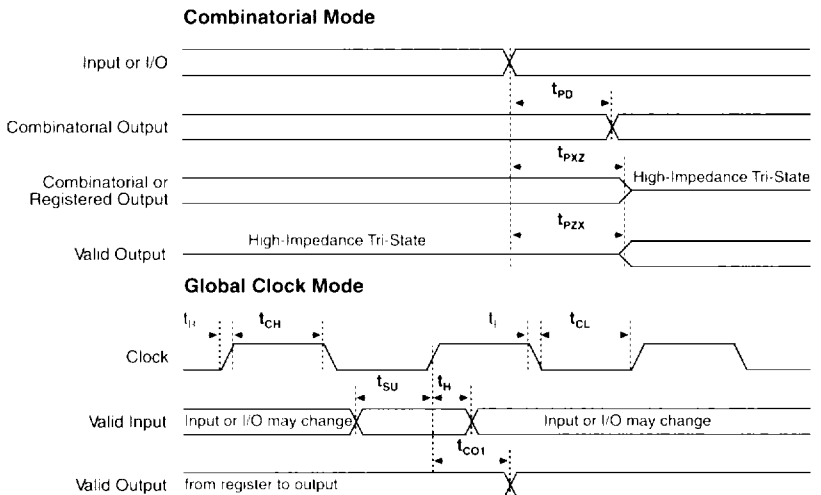 Combinatorial Mode
Input or I/O
tPD
Combinatorial Output
tPXZ
Combinatorial or
Registered Output
High-Impedance Tri-State
tPZX
High-Impedance Tri-State
Valid Output
Global Clock Mode
tR
tCH
tF
tCL
Clock
tSU
tH
Valid Input
Input or I/O may change
Input or I/O may change
tCO1
Valid Output
from register to output